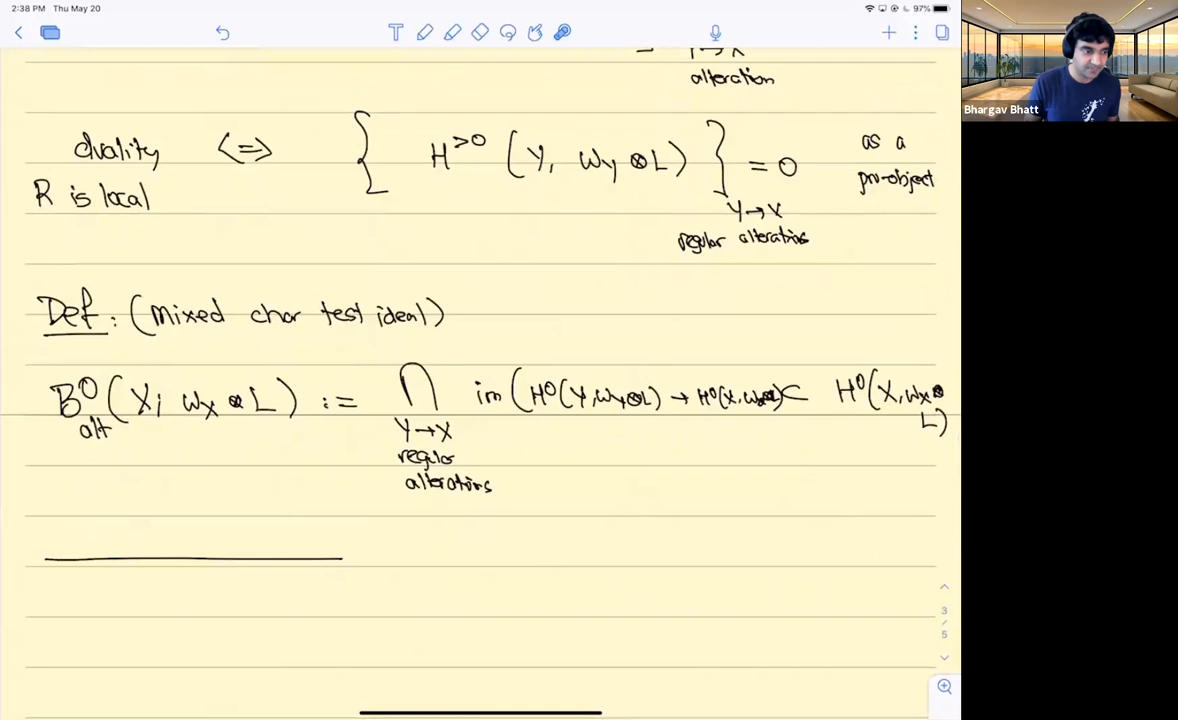 2:38 PM Thu May 20
97%
Bhargav Bhatt
Y → X
alteration
duality <=> { H^{>0} (Y, ω_Y ⊗ L) } = 0 as a
R is local
pro-object
Y → X
regular alterations
Def: (mixed char test ideal)
B^0_{alt} (X, ω_X ⊗ L) := ⋂ im (H^0(Y, ω_Y ⊗ L) → H^0(X, ω_X ⊗ L)) ⊂ H^0(X, ω_X ⊗ L)
Y → X
regular
alterations
3
/
5